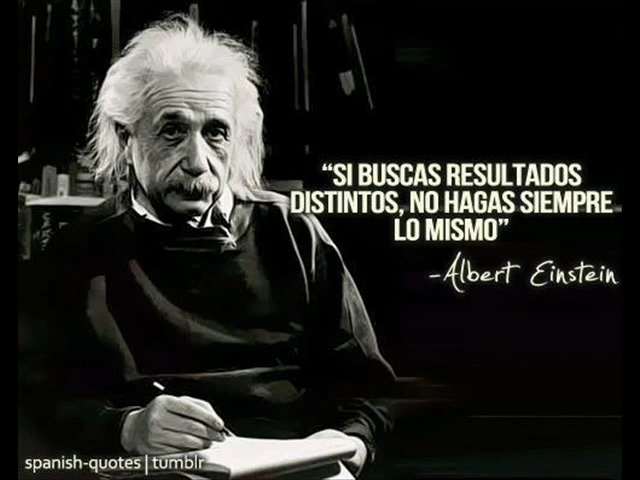 “SI BUSCAS RESULTADOS
DISTINTOS, NO HAGAS SIEMPRE
LO MISMO”
-Albert Einstein
spanish-quotes | tumblr